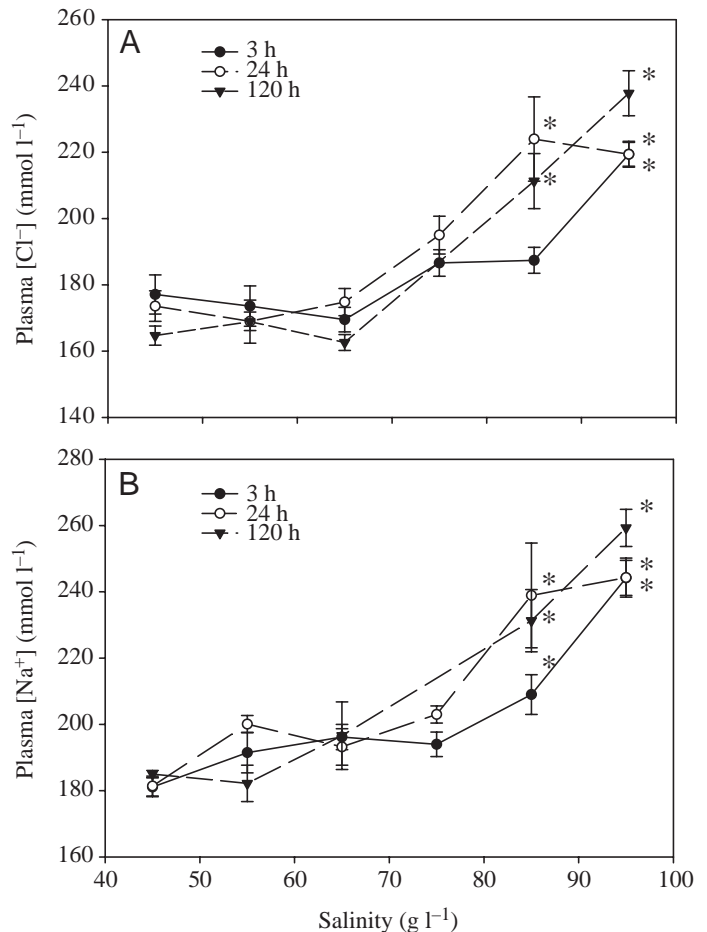 260
240
220
200
180
160
140
Plasma [Cl⁻] (mmol l⁻¹)
A
3 h
24 h
120 h
*
*
*
*
*
280
260
240
220
200
180
160
Plasma [Na⁺] (mmol l⁻¹)
B
3 h
24 h
120 h
*
*
*
*
*
*
40 50 60 70 80 90 100
Salinity (g l⁻¹)